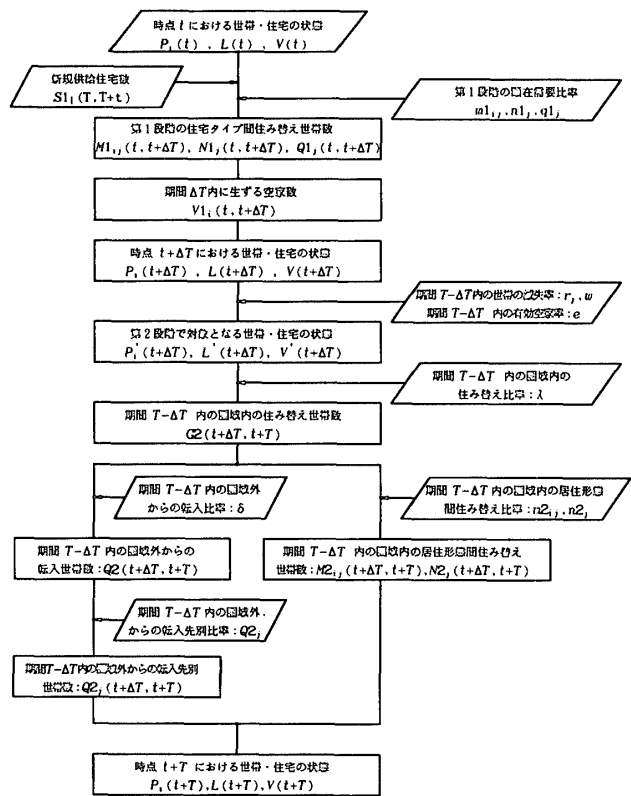 時点 t における世帯・住宅の状態
P_i(t) , L(t) , V(t)
新規供給住宅数
S1_i(T, T+t)
第1段階の潜在需要比率
m1_ij, n1_j, q1_j
第1段階の住宅タイプ間住み替え世帯数
M1_ij(t, t+ΔT), N1_j(t, t+ΔT), Q1_j(t, t+ΔT)
期間 ΔT内に生ずる空家数
V1_i(t, t+ΔT)
時点 t+ΔT における世帯・住宅の状態
P_i(t+ΔT) , L(t+ΔT) , V(t+ΔT)
期間 T−ΔT内の世帯の消失率 : r_j, w
期間 T−ΔT 内の有効空家率 : e
第2段階で対象となる世帯・住宅の状態
P_i'(t+ΔT), L'(t+ΔT), V'(t+ΔT)
期間 T−ΔT 内の圏域内の
住み替え比率 : λ
期間 T−ΔT 内の圏域内の住み替え世帯数
G2(t+ΔT, t+T)
期間 T−ΔT 内の圏域外
からの転入比率 : δ
期間 T−ΔT 内の圏域内の居住形態
間住み替え比率 : m2_ij, n2_j
期間 T−ΔT 内の圏域外からの
転入世帯数 : Q2(t+ΔT, t+T)
期間 T−ΔT 内の圏域内の居住形態間住み替え
世帯数 : M2_ij(t+ΔT, t+T), N2_j(t+ΔT, t+T)
期間 T−ΔT 内の圏域外
からの転入先別比率 : Q2_j
期間T−ΔT内の圏域外からの転入先別
世帯数 : Q2_j(t+ΔT, t+T)
時点 t+T における世帯・住宅の状態
P_i(t+T), L(t+T), V(t+T)